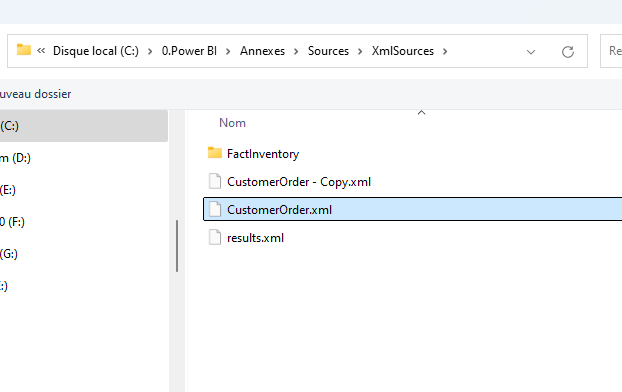 « Disque local (C:) > 0.Power BI > Annexes > Sources > XmlSources >
Re
uveau dossier
(C:)
Nom
m (D:)
FactInventory
(E:)
CustomerOrder - Copy.xml
0 (F:)
CustomerOrder.xml
(G:)
results.xml
:)